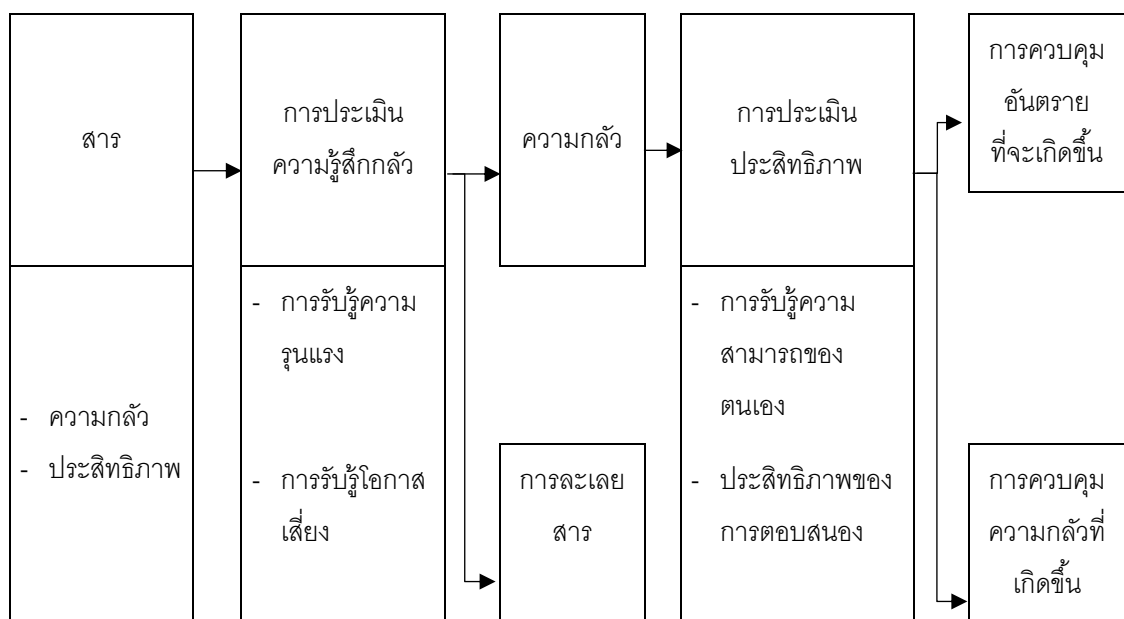 สาร
- ความกลัว
- ประสิทธิภาพ
การประเมิน
ความรู้สึกกลัว
- การรับรู้ความ
รุนแรง
- การรับรู้โอกาส
เสี่ยง
ความกลัว
การละเลย
สาร
การประเมิน
ประสิทธิภาพ
- การรับรู้ความ
สามารถของ
ตนเอง
- ประสิทธิภาพของ
การตอบสนอง
การควบคุม
อันตราย
ที่จะเกิดขึ้น
การควบคุม
ความกลัวที่
เกิดขึ้น